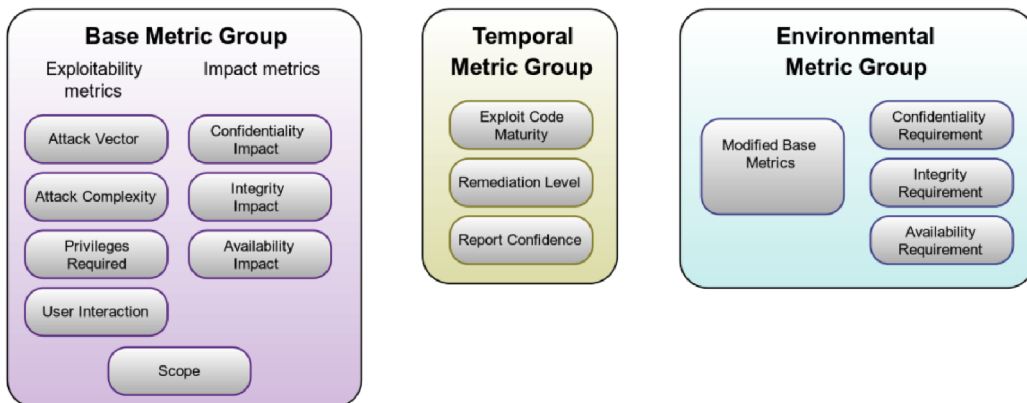 Base Metric Group
Exploitability
metrics
Impact metrics
Attack Vector
Attack Complexity
Privileges
Required
User Interaction
Confidentiality
Impact
Integrity
Impact
Availability
Impact
Scope
Temporal
Metric Group
Exploit Code
Maturity
Remediation Level
Report Confidence
Environmental
Metric Group
Modified Base
Metrics
Confidentiality
Requirement
Integrity
Requirement
Availability
Requirement